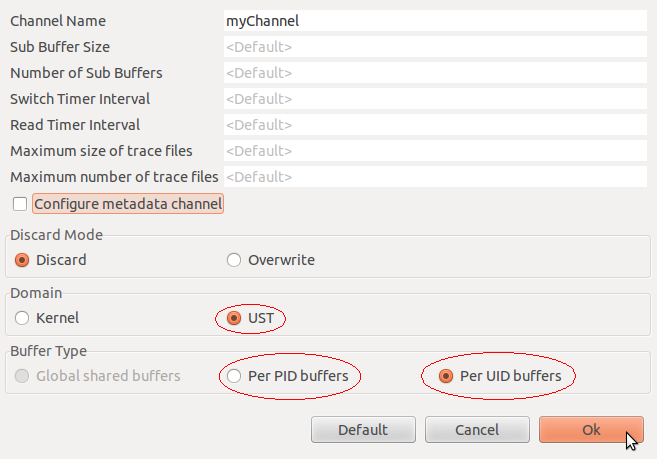 Channel Name myChannel
Sub Buffer Size <Default>
Number of Sub Buffers <Default>
Switch Timer Interval <Default>
Read Timer Interval <Default>
Maximum size of trace files <Default>
Maximum number of trace files <Default>
Configure metadata channel
Discard Mode
Discard Overwrite
Domain
Kernel UST
Buffer Type
Global shared buffers Per PID buffers Per UID buffers
Default Cancel Ok